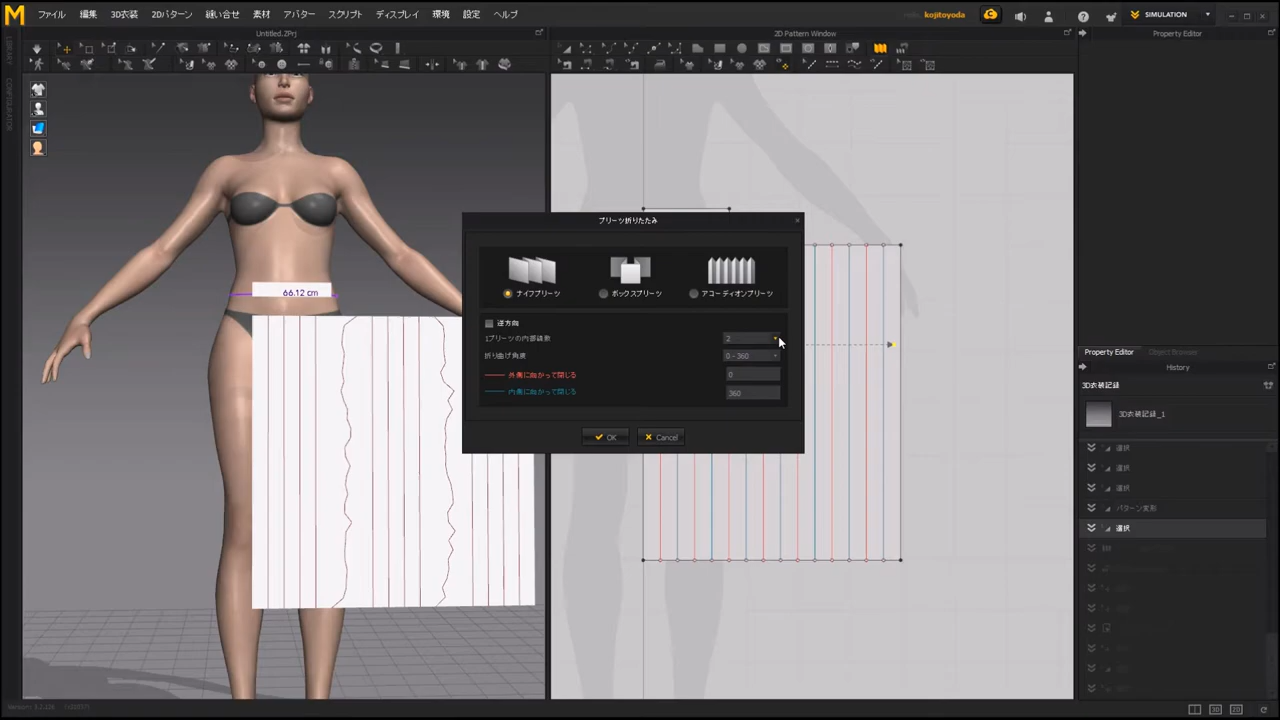 M ファイル 編集 3D衣装 2Dパターン 縫い合せ 素材 アバター スクリプト ディスプレイ 環境 設定 ヘルプ
kojitoyoda SIMULATION
Untitled.ZPrj
2D Pattern Window
Property Editor
LIBRARY
CONFIGURATOR
66.12 cm
プリーツ折りたたみ
ナイフプリーツ ボックスプリーツ アコーディオンプリーツ
逆方向
1プリーツの内部線数 2
折り曲げ角度 0 - 360
外側に向かって閉じる 0
内側に向かって閉じる 360
OK Cancel
Property Editor Object Browser
History
3D衣装記録
3D衣装記録_1
選択
選択
選択
パターン変形
選択
3D 2D